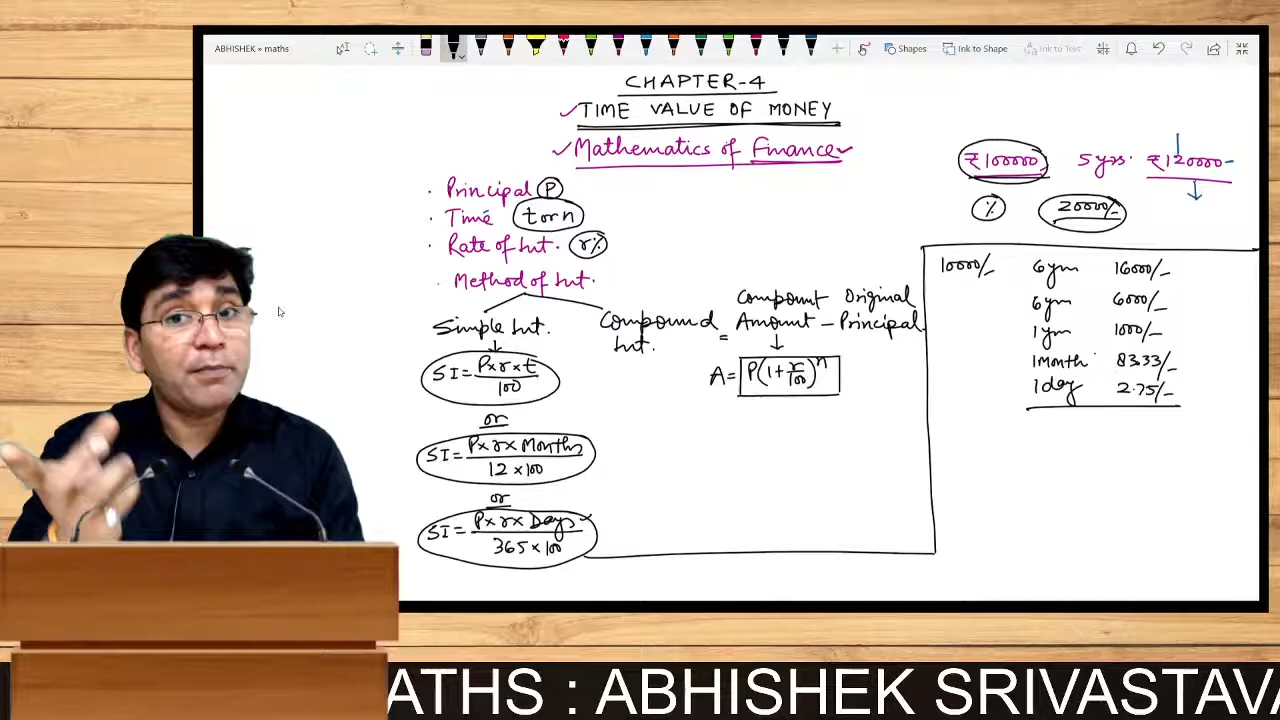 ABHISHEK » maths
Shapes
Ink to Shape
Ink to Text
CHAPTER-4
TIME VALUE OF MONEY
Mathematics of Finance
₹100000 5 yrs. ₹120000
% 20000/-
· Principal P
· Time t or n
· Rate of Int. r%
· Method of Int.
Simple Int.
SI = P×r×t / 100
or
SI = P×r×Months / 12×100
or
SI = P×r×Days / 365×100
Compound Int. = Compound Amount - Original Principal
A = P(1+r/100)^n
10000/- 6 yrs 16000/-
6 yrs 6000/-
1 yrs 1000/-
1 month 83.33/-
1 day 2.75/-
ATHS : ABHISHEK SRIVASTAVA